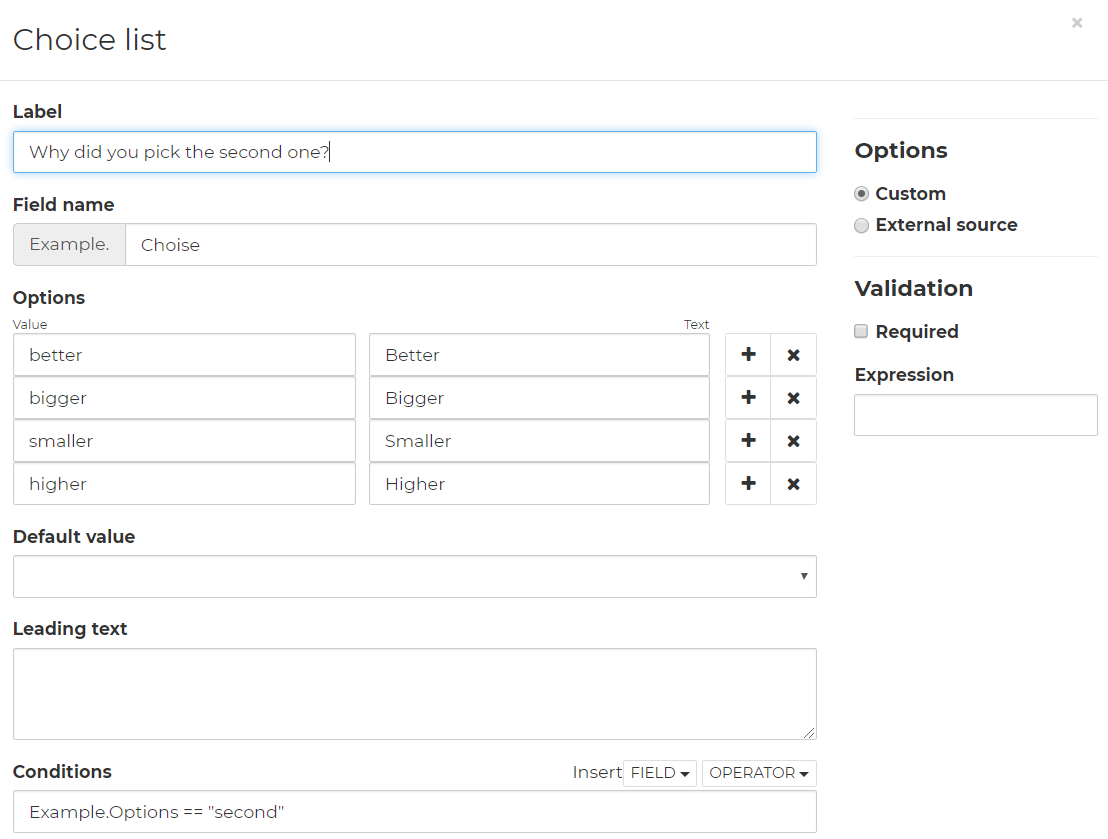 ×
Choice list
Label
Why did you pick the second one?
Field name
Example. Choise
Options
Value Text
better Better
bigger Bigger
smaller Smaller
higher Higher
Default value
Leading text
Conditions Insert FIELD OPERATOR
Example.Options == "second"
Options
Custom
External source
Validation
Required
Expression